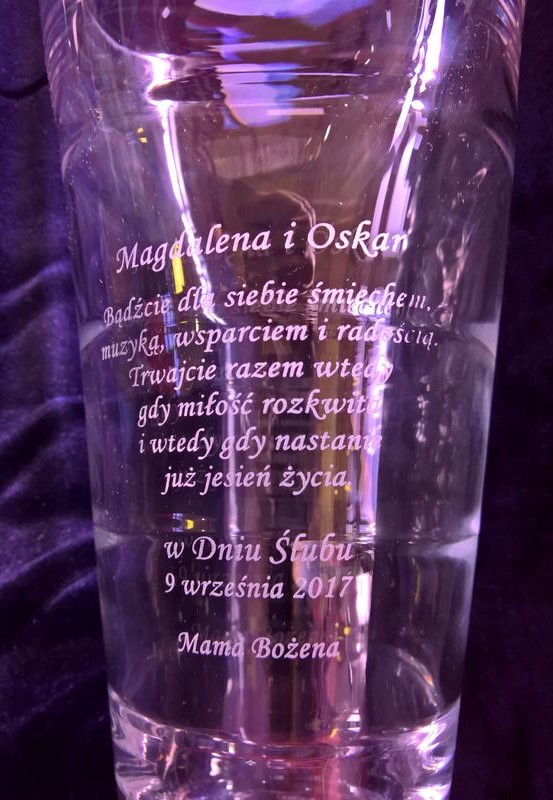 Magdalena i Oskar
Bądźcie dla siebie śmiechem,
muzyką, wsparciem i radością.
Trwajcie razem wtedy
gdy miłość rozkwita
i wtedy gdy nastanie
już jesień życia.
w Dniu Ślubu
9 września 2017
Mama Bożena